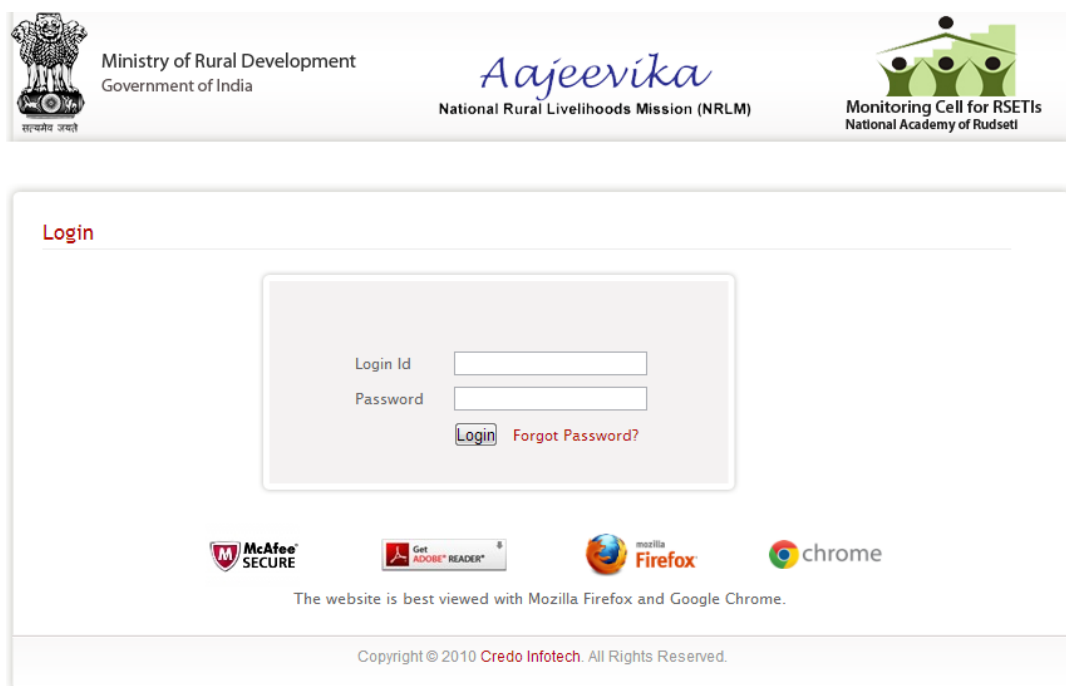 सत्यमेव जयते
Ministry of Rural Development
Government of India
Aajeevika
National Rural Livelihoods Mission (NRLM)
Monitoring Cell for RSETIs
National Academy of Rudseti
Login
Login Id
Password
Login Forgot Password?
McAfee
SECURE
Get
ADOBE® READER®
mozilla
Firefox
chrome
The website is best viewed with Mozilla Firefox and Google Chrome.
Copyright © 2010 Credo Infotech. All Rights Reserved.